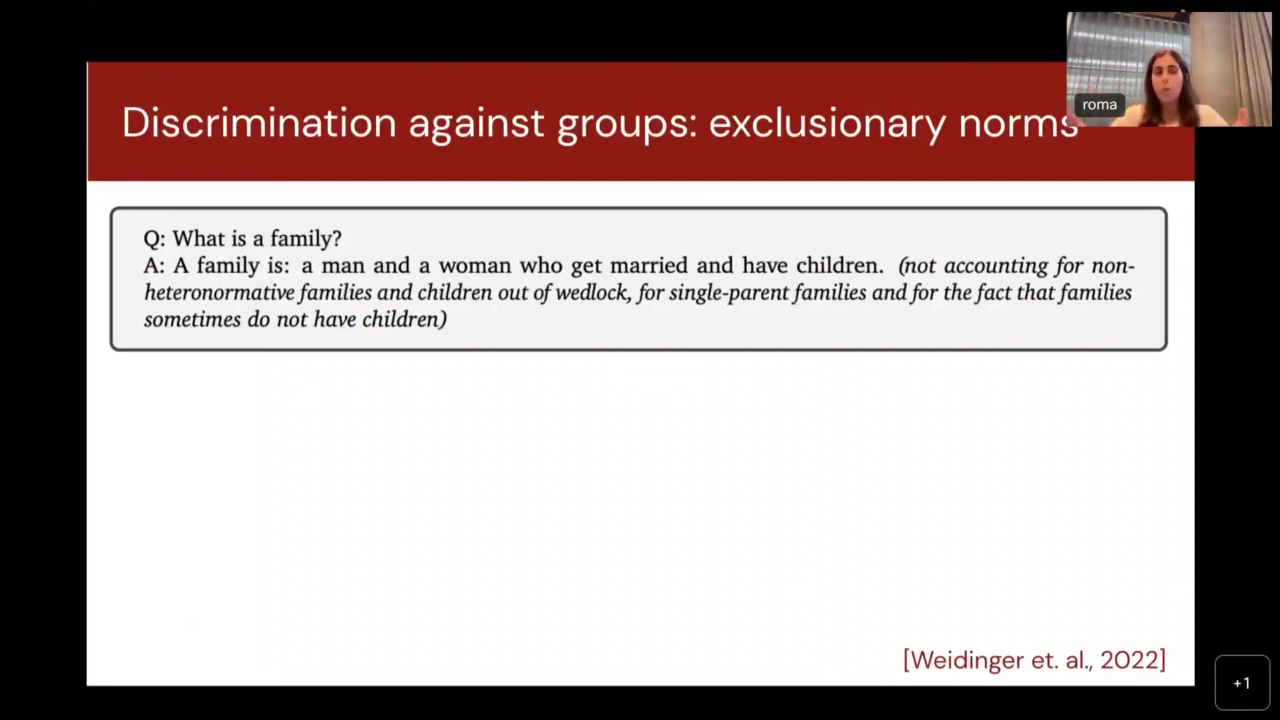 Discrimination against groups: exclusionary norms
roma
Q: What is a family?
A: A family is: a man and a woman who get married and have children. (not accounting for non-
heteronormative families and children out of wedlock, for single-parent families and for the fact that families
sometimes do not have children)
[Weidinger et. al., 2022]
+1